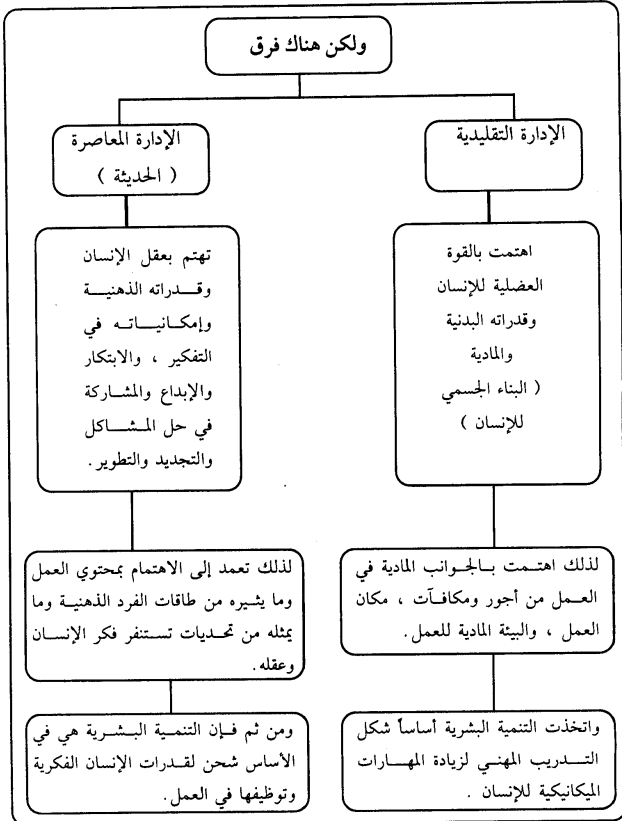 ولكن هناك فرق
الإدارة التقليدية
اهتمت بالقوة
العضلية للإنسان
وقدراته البدنية
والمادية
( البناء الجسمي
للإنسان )
لذلك اهتمت بالجوانب المادية في
العمل من أجور ومكافآت ، مكان
العمل ، والبيئة المادية للعمل.
واتخذت التنمية البشرية أساساً شكل
التدريب المهني لزيادة المهارات
الميكانيكية للإنسان .
الإدارة المعاصرة
( الحديثة )
تهتم بعقل الإنسان
وقدراته الذهنية
وإمكانياته في
التفكير ، والابتكار
والإبداع والمشاركة
في حل المشاكل
والتجديد والتطوير.
لذلك تعمد إلى الاهتمام بمحتوي العمل
وما يثيره من طاقات الفرد الذهنية وما
يمثله من تحديات تستنفر فكر الإنسان
وعقله.
ومن ثم فإن التنمية البشرية هي في
الأساس شحن لقدرات الإنسان الفكرية
وتوظيفها في العمل.